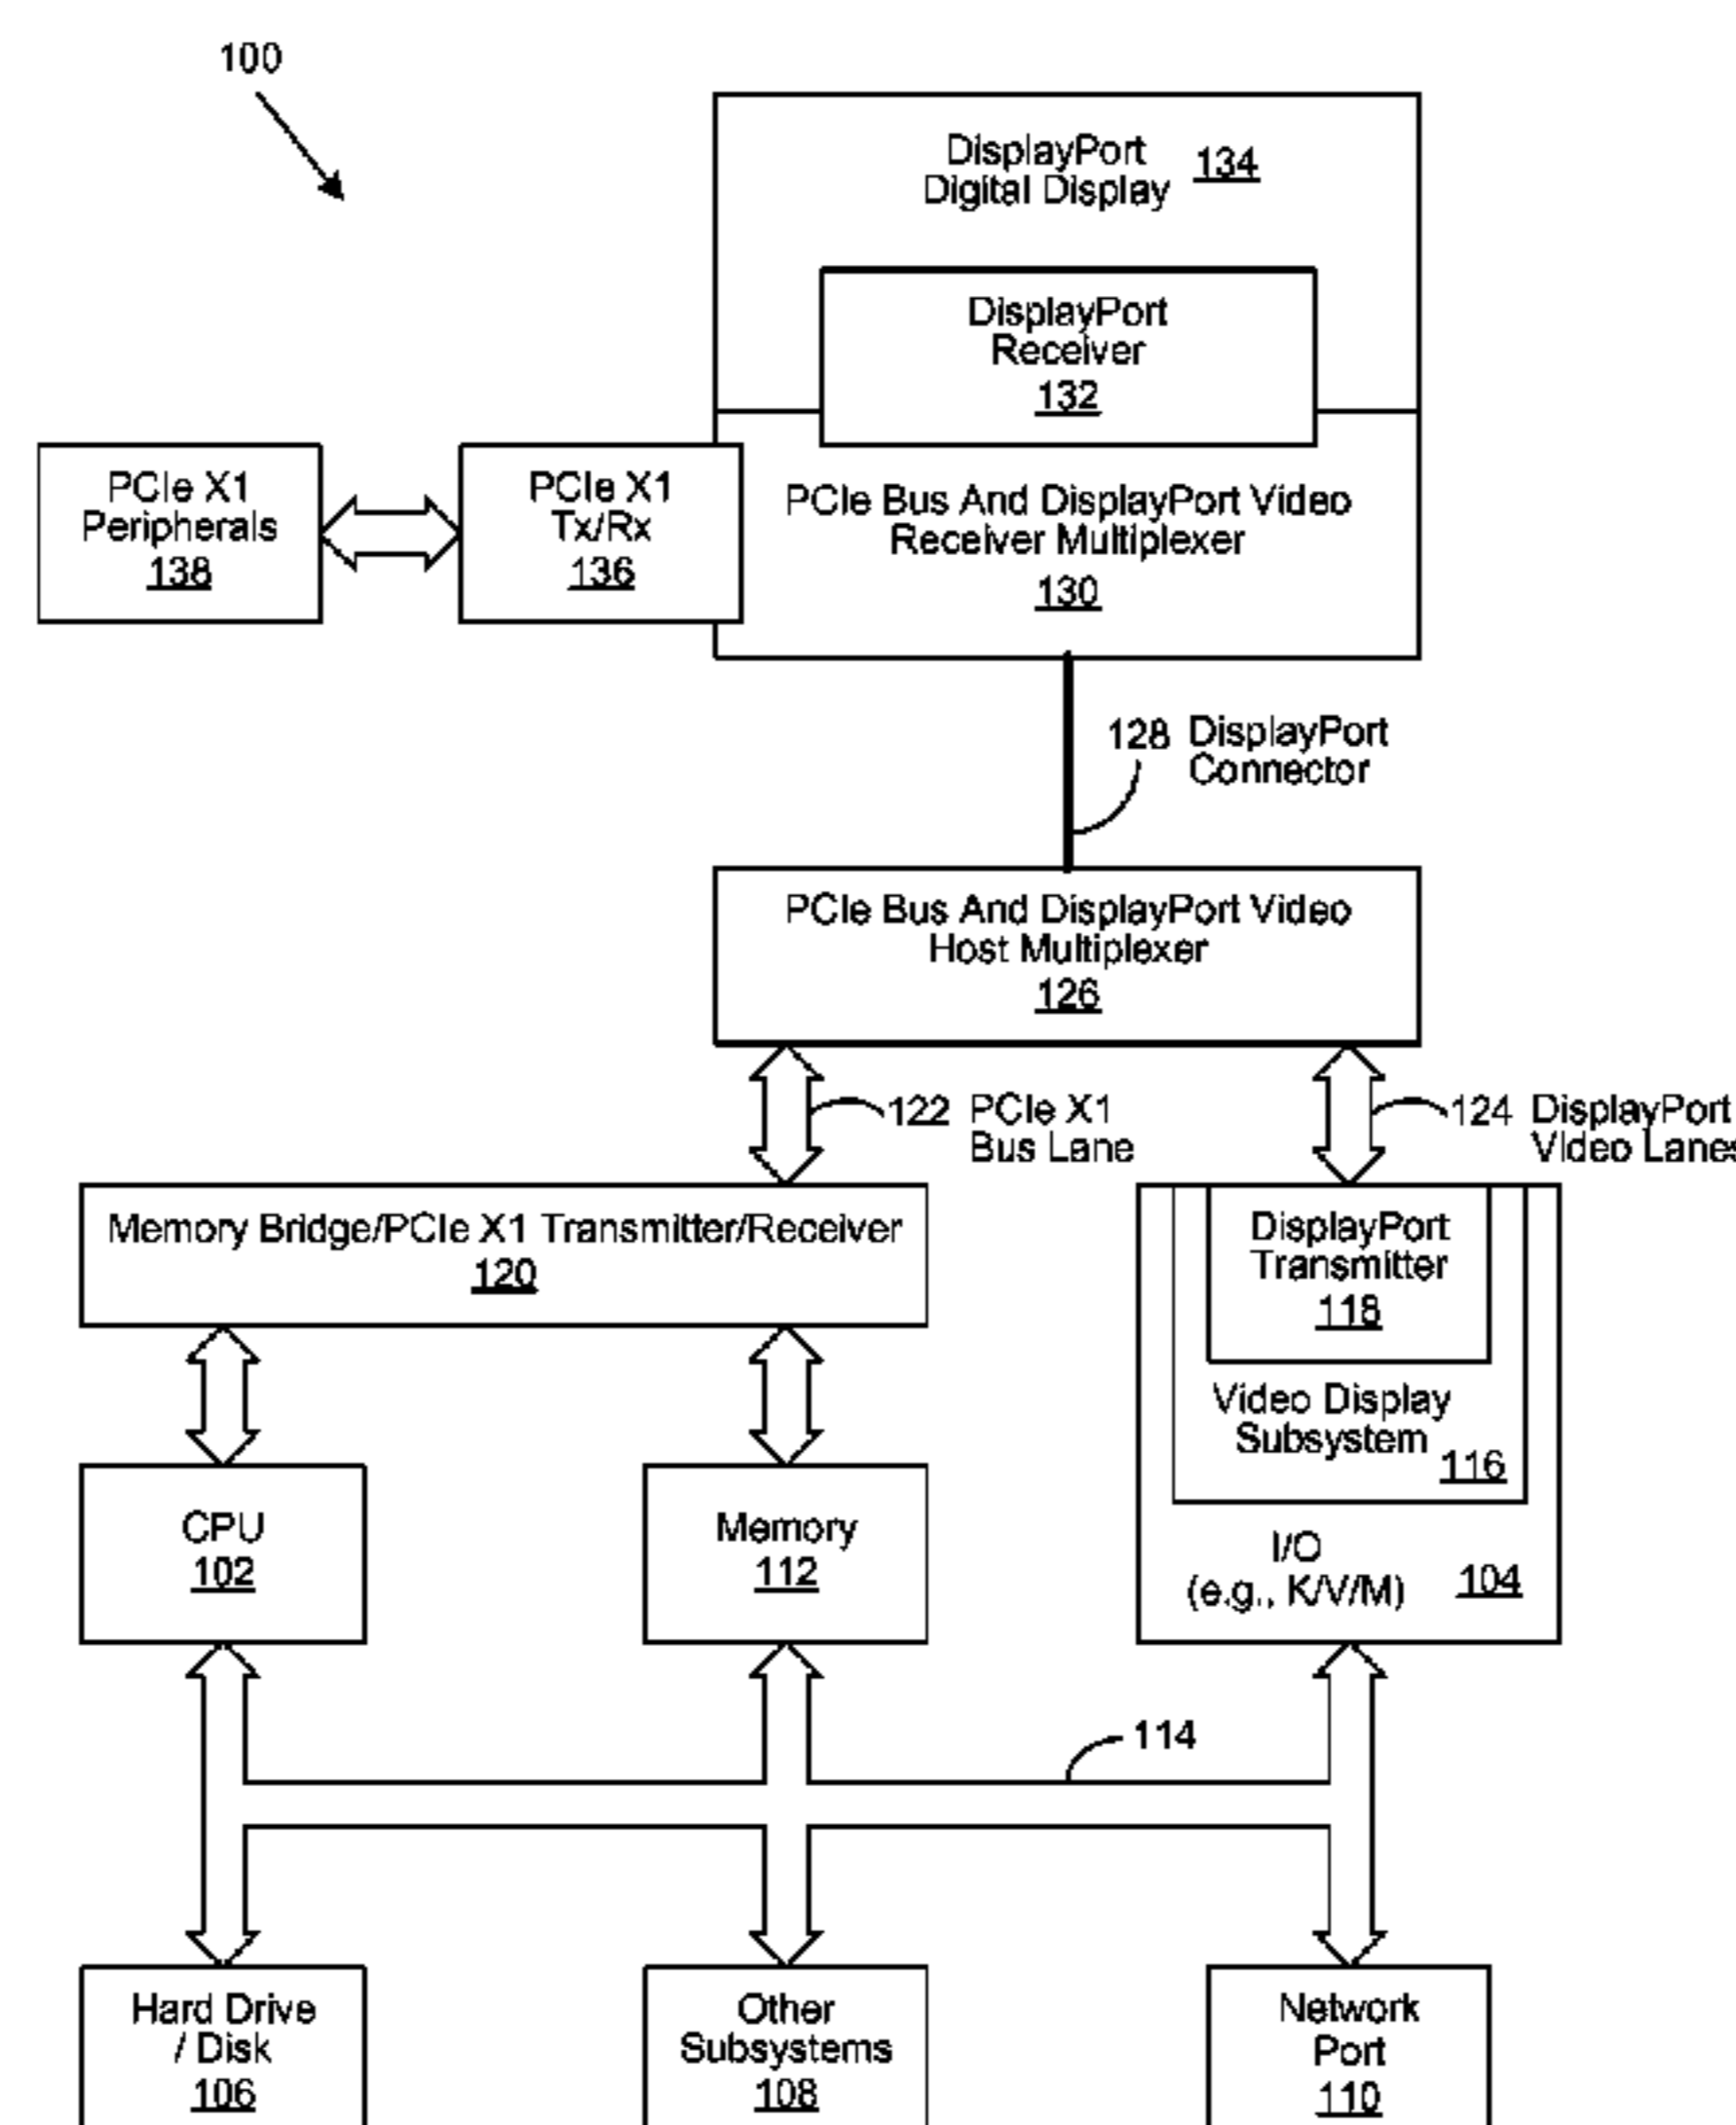 100
DisplayPort
Digital Display
134
DisplayPort
Receiver
132
PCIe X1
Peripherals
138
PCIe X1
Tx/Rx
136
PCIe Bus And DisplayPort Video
Receiver Multiplexer
130
128 DisplayPort
Connector
PCIe Bus And DisplayPort Video
Host Multiplexer
126
122 PCIe X1
Bus Lane
124 DisplayPort
Video Lanes
Memory Bridge/PCIe X1 Transmitter/Receiver
120
DisplayPort
Transmitter
118
Video Display
Subsystem
116
CPU
102
Memory
112
I/O
(e.g., K/V/M)
104
114
Hard Drive
/ Disk
106
Other
Subsystems
108
Network
Port
110